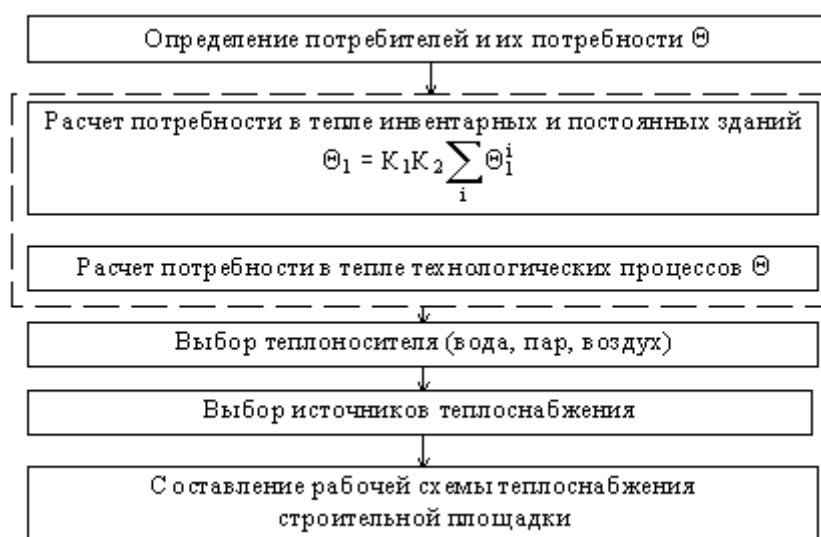 Определение потребителей и их потребности Θ
Расчет потребности в тепле инвентарных и постоянных зданий
Θ₁ = K₁K₂∑Θ₁ⁱ
i
Расчет потребности в тепле технологических процессов Θ
Выбор теплоносителя (вода, пар, воздух)
Выбор источников теплоснабжения
Составление рабочей схемы теплоснабжения
строительной площадки